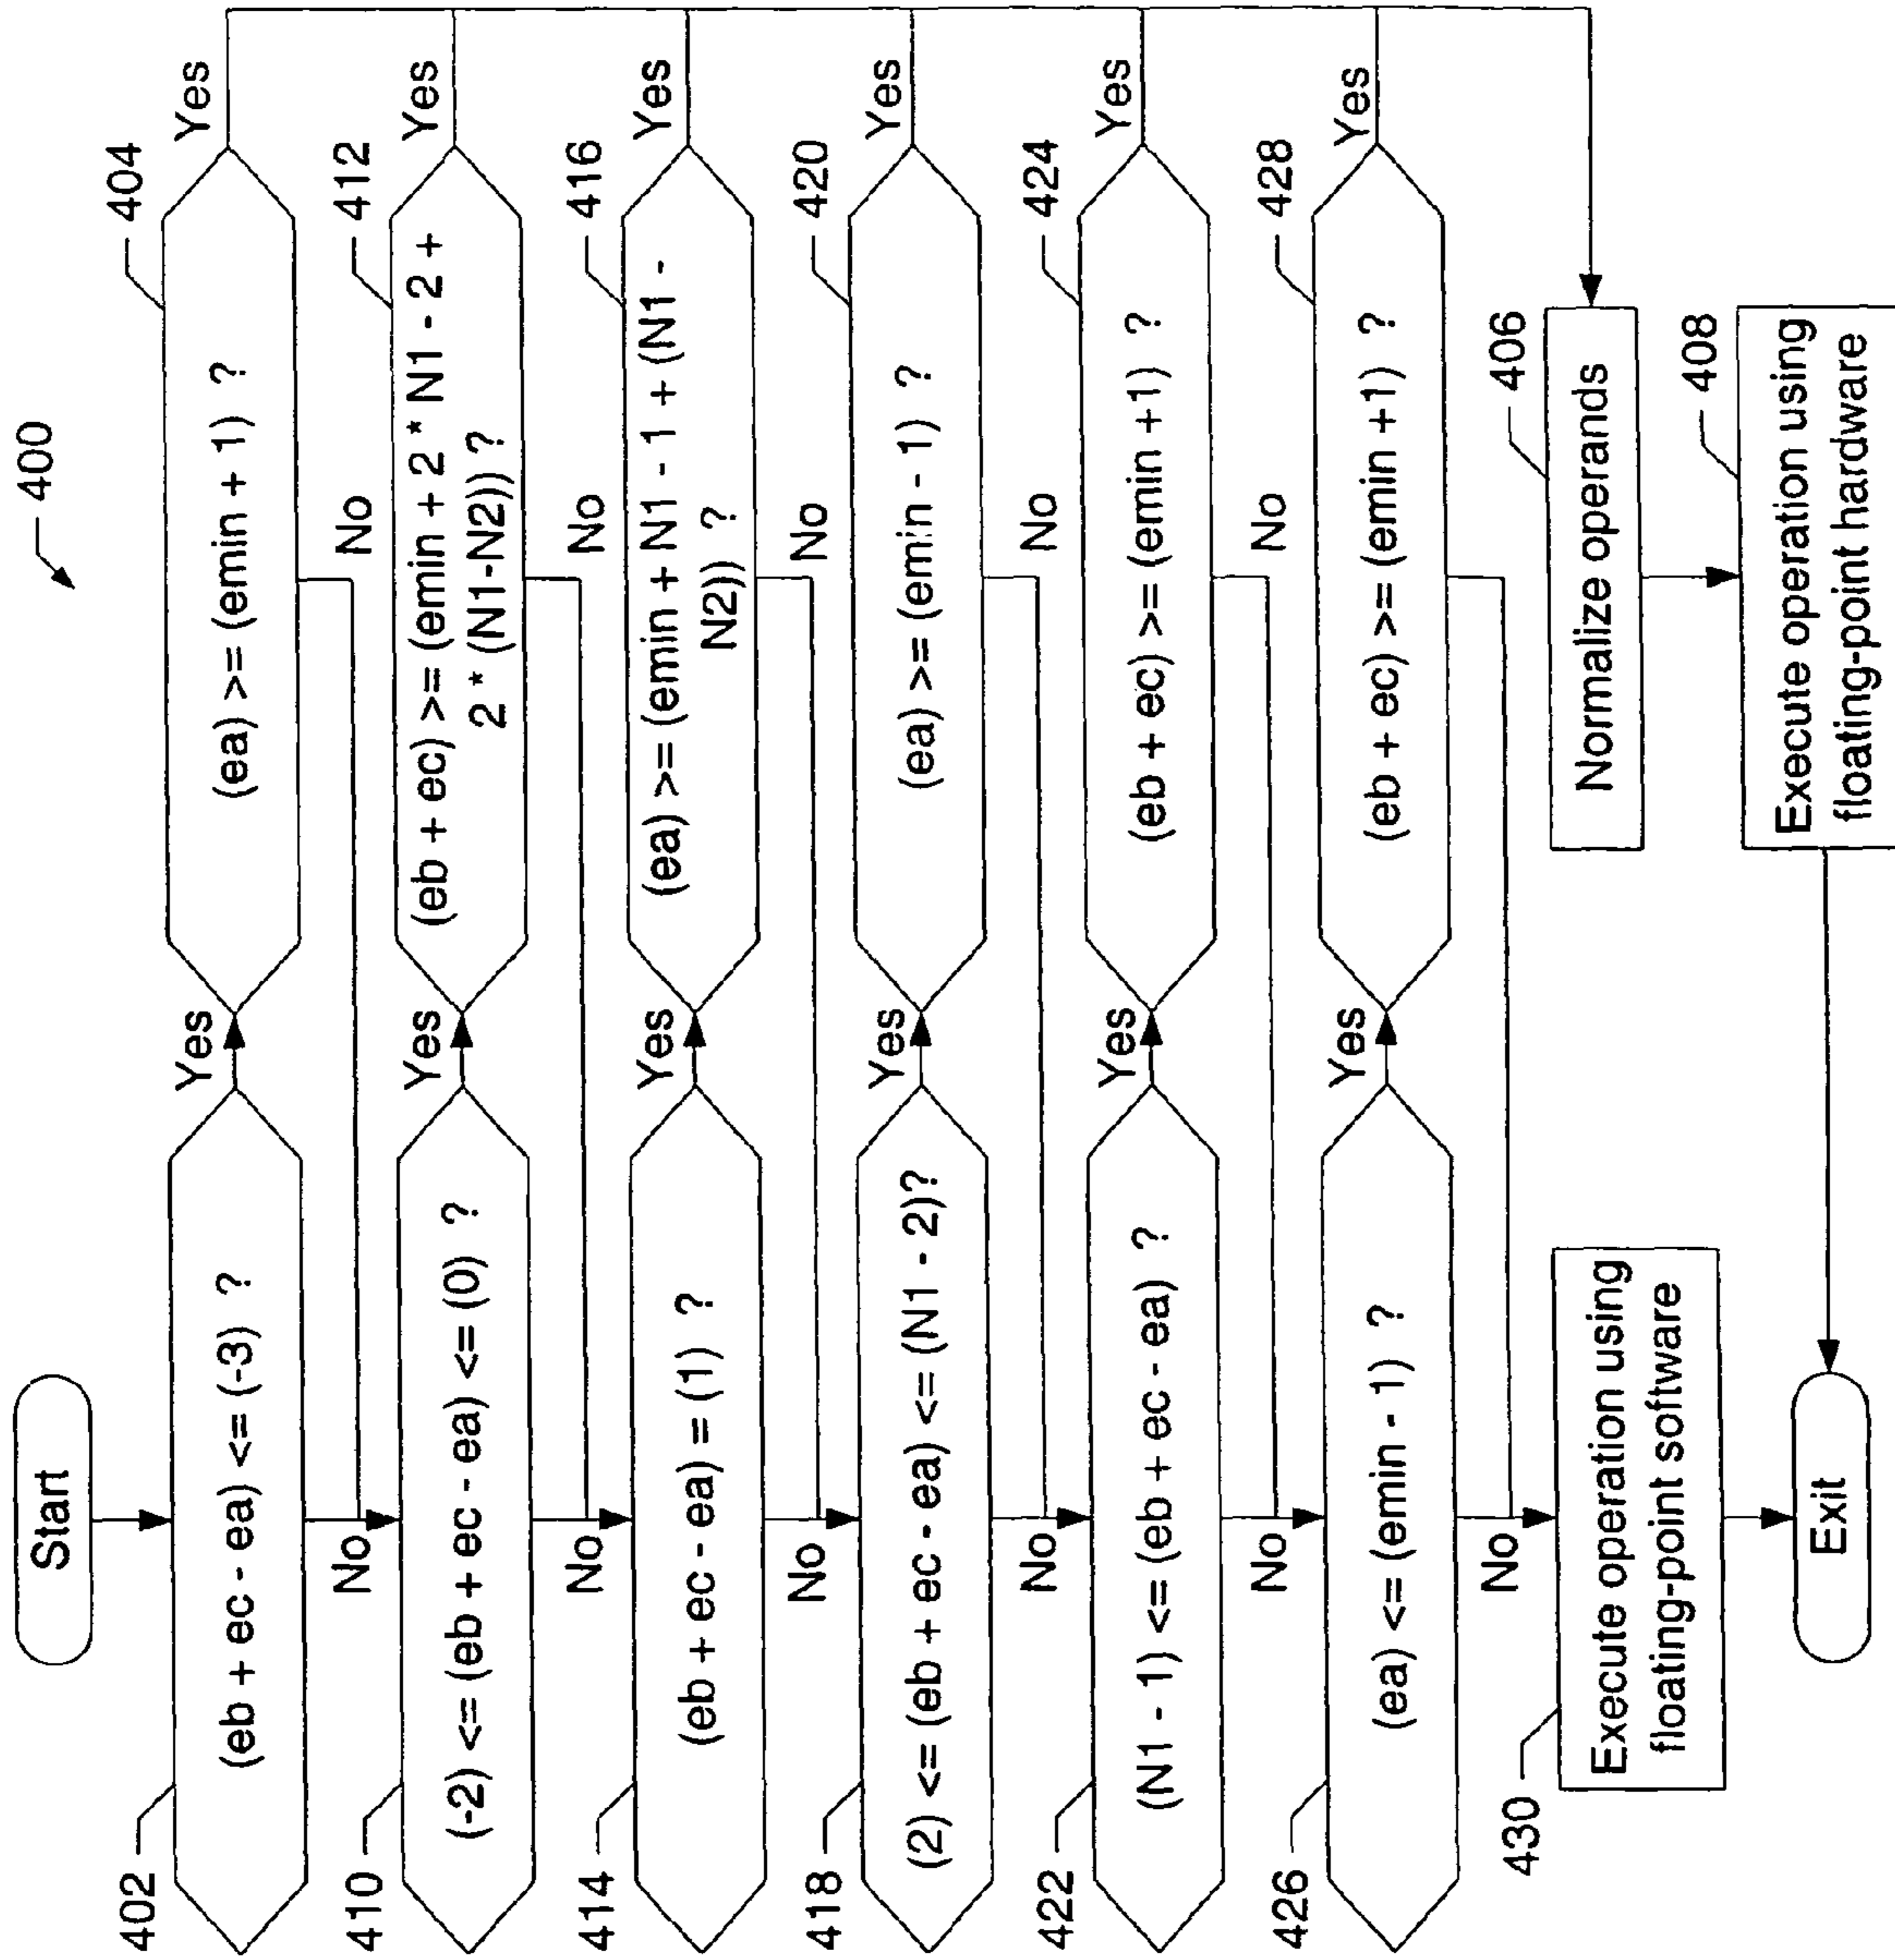 400
Start
402
(eb + ec - ea) <= (-3) ?
Yes
404
(ea) >= (emin + 1) ?
Yes
No
No
410
(-2) <= (eb + ec - ea) <= (0) ?
Yes
412
(eb + ec) >= (emin + 2 * N1 - 2 +
2 * (N1-N2)) ?
Yes
No
No
414
(eb + ec - ea) = (1) ?
Yes
416
(ea) >= (emin + N1 - 1 + (N1 -
N2)) ?
Yes
No
No
418
(2) <= (eb + ec - ea) <= (N1 - 2)?
Yes
420
(ea) >= (emin - 1) ?
Yes
No
No
422
(N1 - 1) <= (eb + ec - ea) ?
Yes
424
(eb + ec) >= (emin +1) ?
Yes
No
No
426
(ea) <= (emin - 1) ?
Yes
428
(eb + ec) >= (emin +1) ?
Yes
No
430
Execute operation using
floating-point software
406
Normalize operands
408
Execute operation using
floating-point hardware
Exit